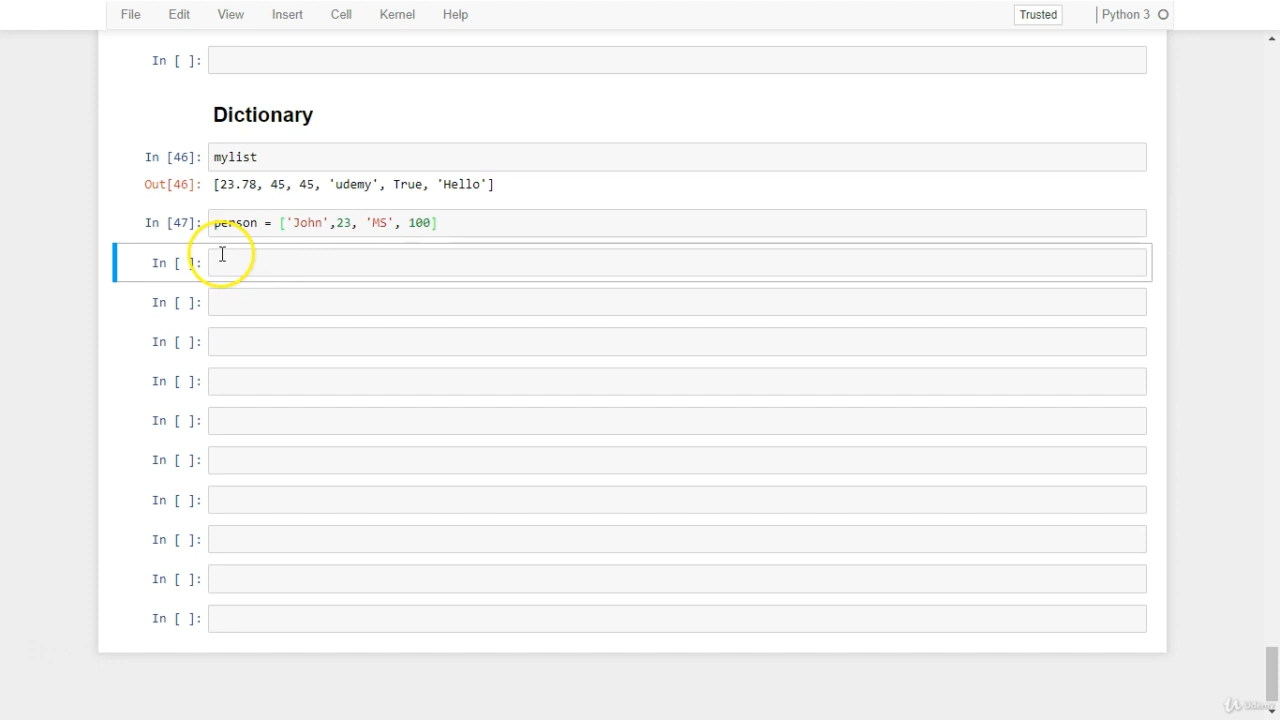 File Edit View Insert Cell Kernel Help Trusted Python 3
In [ ]:
Dictionary
In [46]: mylist
Out[46]: [23.78, 45, 45, 'udemy', True, 'Hello']
In [47]: person = ['John',23, 'MS', 100]
In [ ]:
In [ ]:
In [ ]:
In [ ]:
In [ ]:
In [ ]:
In [ ]:
In [ ]:
In [ ]:
In [ ]:
Udemy